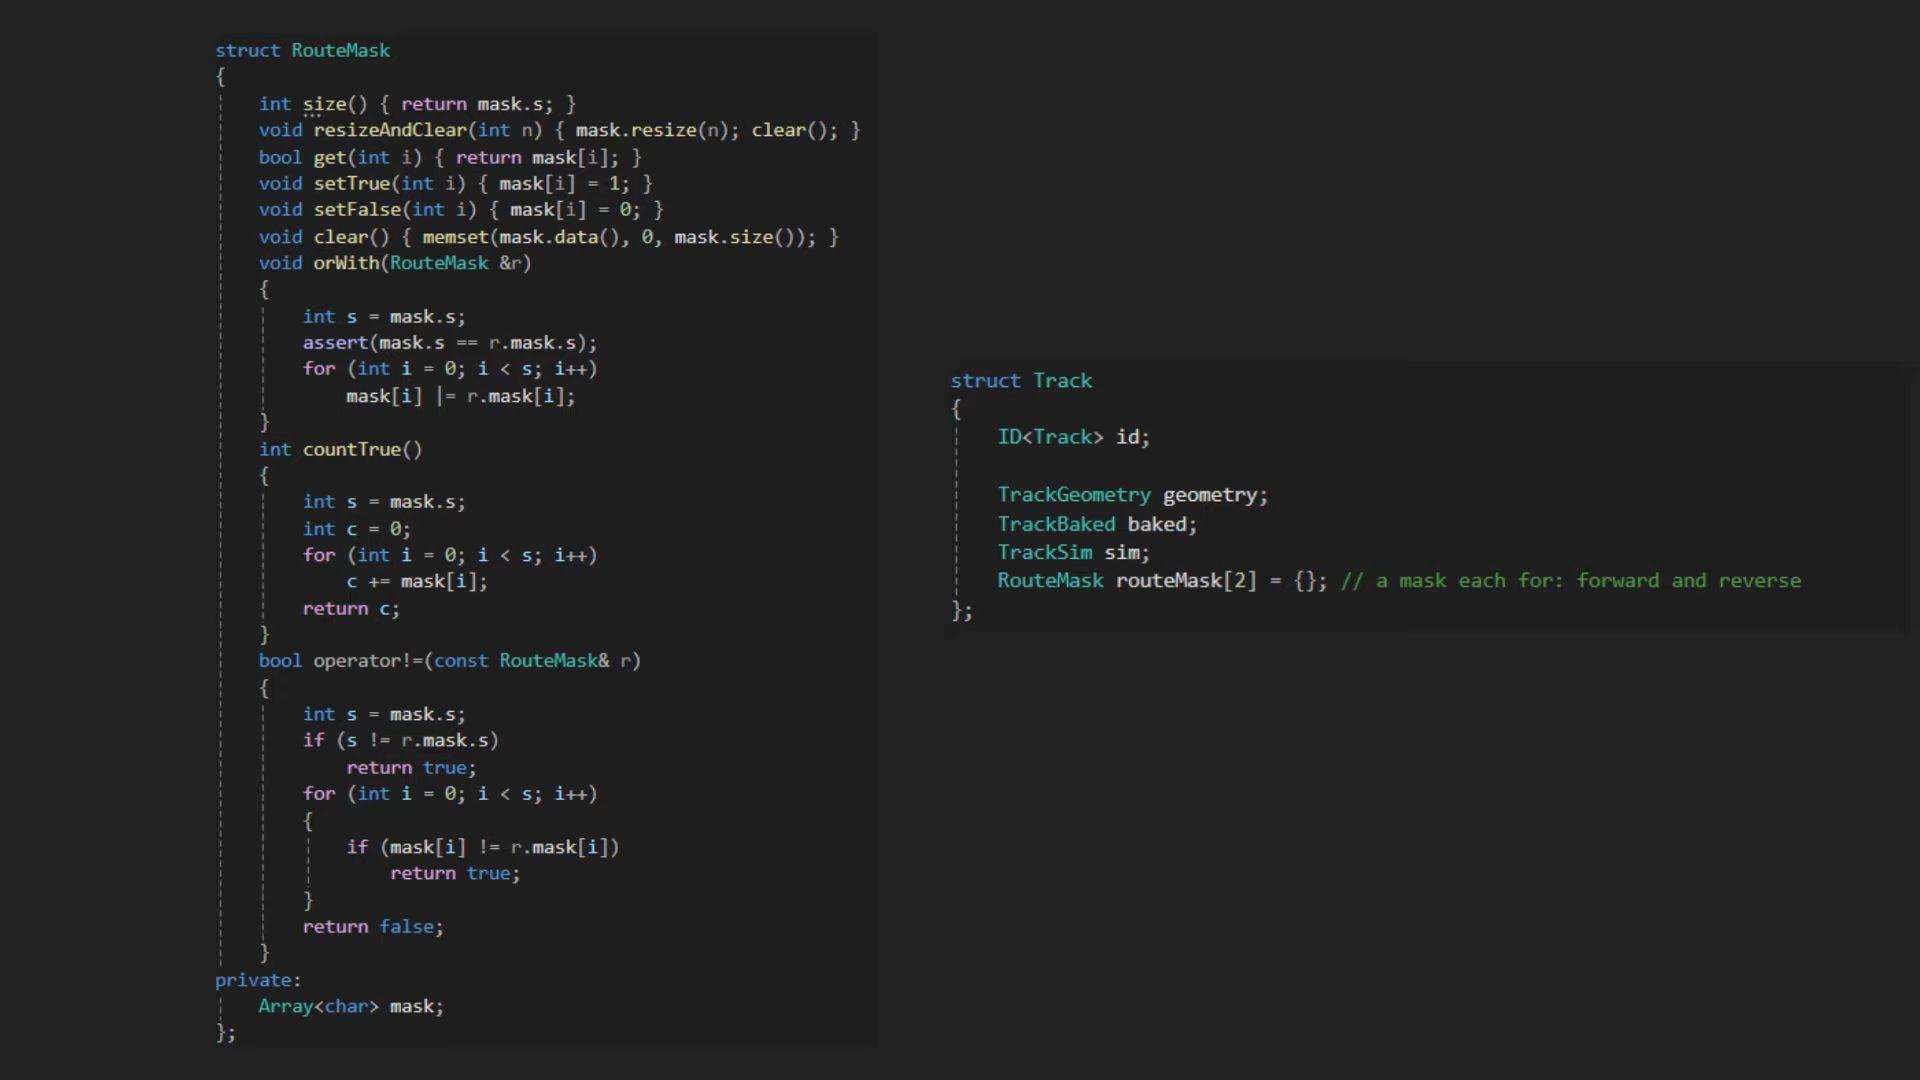 struct RouteMask
{
    int size() { return mask.s; }
    void resizeAndClear(int n) { mask.resize(n); clear(); }
    bool get(int i) { return mask[i]; }
    void setTrue(int i) { mask[i] = 1; }
    void setFalse(int i) { mask[i] = 0; }
    void clear() { memset(mask.data(), 0, mask.size()); }
    void orWith(RouteMask &r)
    {
        int s = mask.s;
        assert(mask.s == r.mask.s);
        for (int i = 0; i < s; i++)
            mask[i] |= r.mask[i];
    }
    int countTrue()
    {
        int s = mask.s;
        int c = 0;
        for (int i = 0; i < s; i++)
            c += mask[i];
        return c;
    }
    bool operator!=(const RouteMask& r)
    {
        int s = mask.s;
        if (s != r.mask.s)
            return true;
        for (int i = 0; i < s; i++)
        {
            if (mask[i] != r.mask[i])
                return true;
        }
        return false;
    }
private:
    Array<char> mask;
};
struct Track
{
    ID<Track> id;

    TrackGeometry geometry;
    TrackBaked baked;
    TrackSim sim;
    RouteMask routeMask[2] = {}; // a mask each for: forward and reverse
};